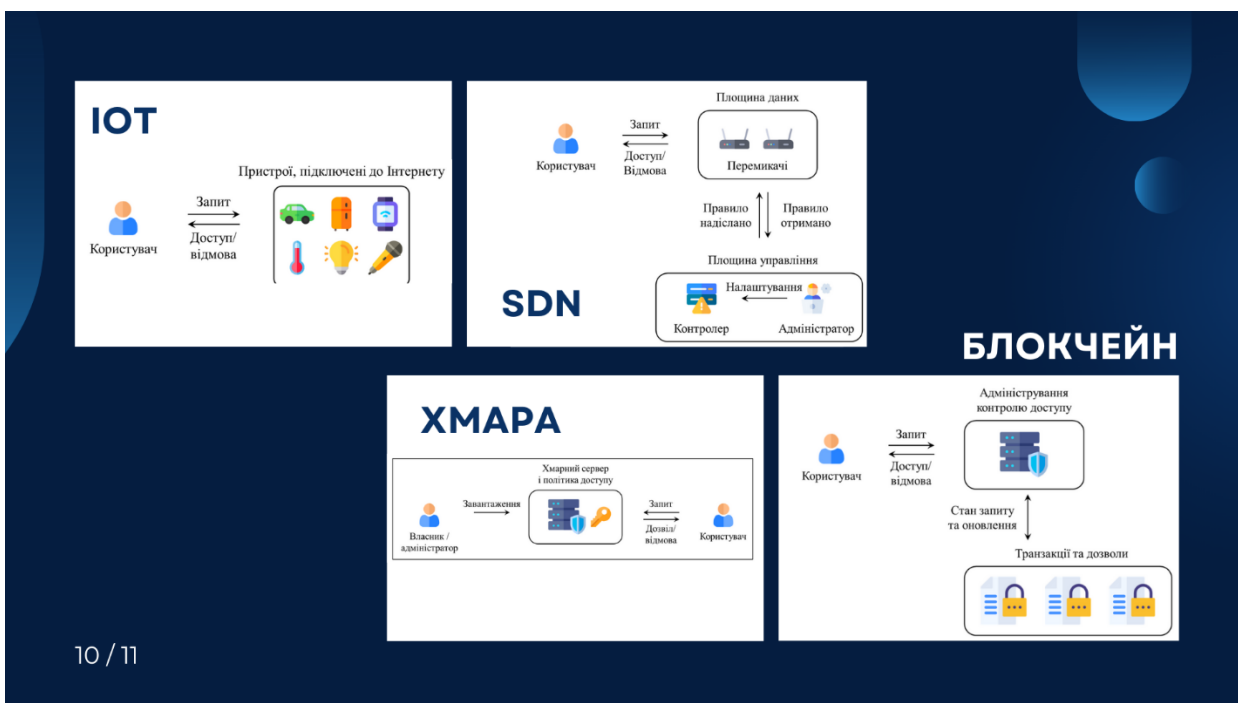 IOT
Пристрої, підключені до Інтернету
Запит
Користувач
Доступ/
відмова
Площина даних
Запит
Користувач
Доступ/
Відмова
Перемикачі
Правило
надіслано
Правило
отримано
Площина управління
SDN
Налаштування
Контролер
Адміністратор
БЛОКЧЕЙН
ХМАРА
Хмарний сервер
і політика доступу
Завантаження
Запит
Власник /
адміністратор
Дозвіл/
відмова
Користувач
Адміністрування
контролю доступу
Запит
Користувач
Доступ/
відмова
Стан запиту
та оновлення
Транзакції та дозволи
10 / 11